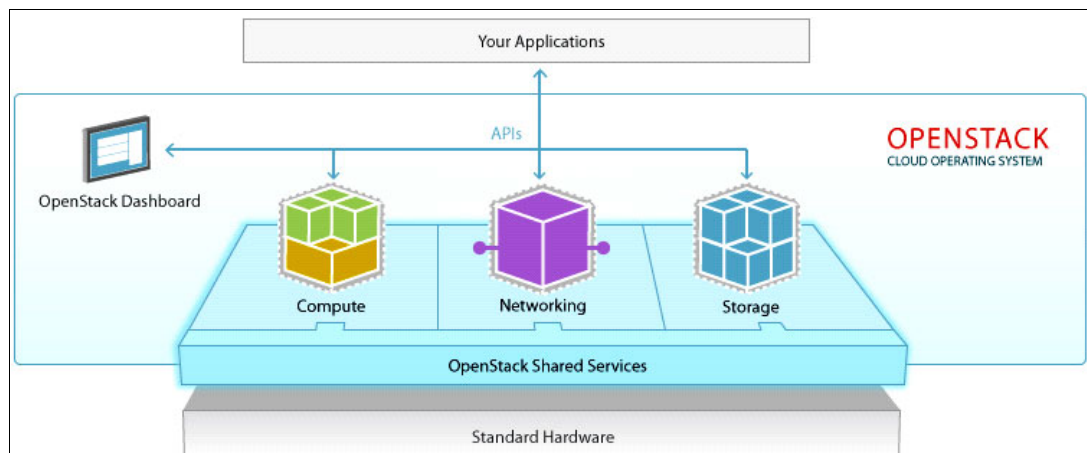 Your Applications
APIs
OPENSTACK
CLOUD OPERATING SYSTEM
OpenStack Dashboard
Compute
Networking
Storage
OpenStack Shared Services
Standard Hardware